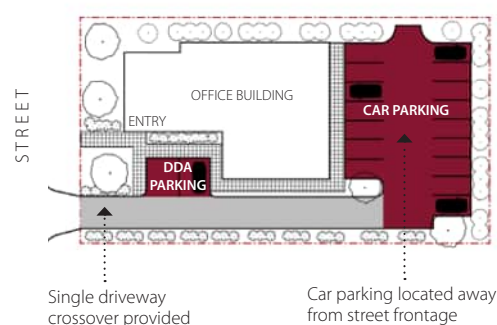 STREET
OFFICE BUILDING
CAR PARKING
ENTRY
DDA
PARKING
Single driveway
crossover provided
Car parking located away
from street frontage